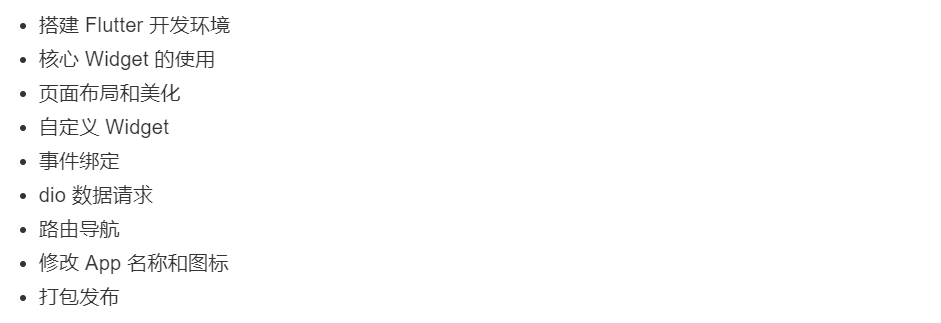 • 搭建 Flutter 开发环境
• 核心 Widget 的使用
• 页面布局和美化
• 自定义 Widget
• 事件绑定
• dio 数据请求
• 路由导航
• 修改 App 名称和图标
• 打包发布